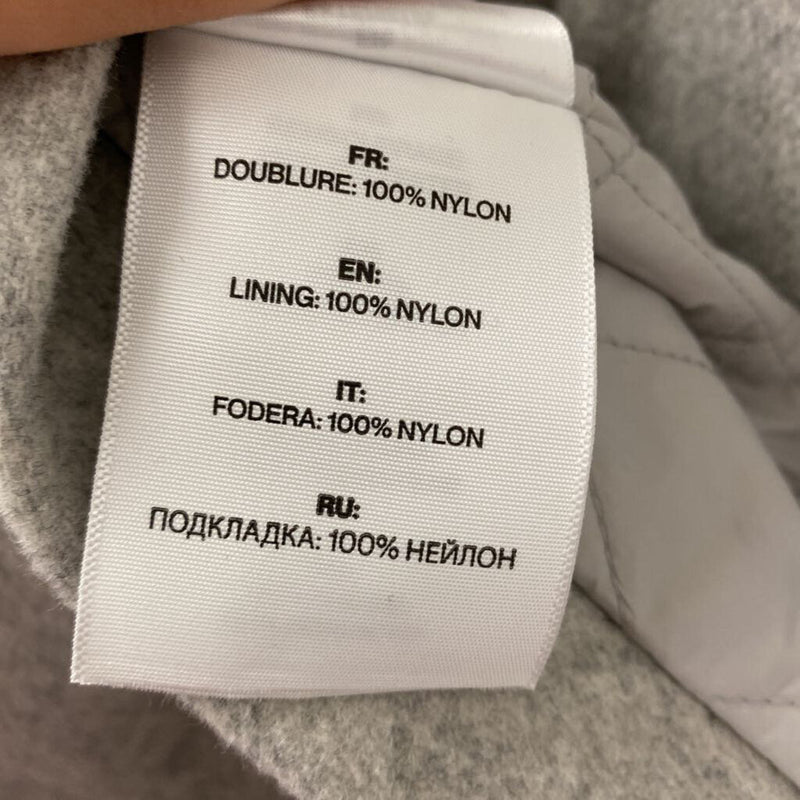 FR:
DOUBLURE: 100% NYLON
EN:
LINING: 100% NYLON
IT:
FODERA: 100% NYLON
RU:
ПОДКЛАДКА: 100% НЕЙЛОН